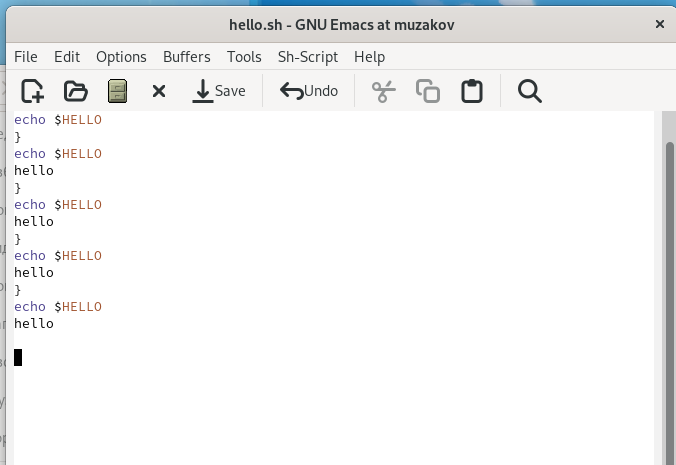 hello.sh - GNU Emacs at muzakov
File Edit Options Buffers Tools Sh-Script Help
Save Undo
echo $HELLO
}
echo $HELLO
hello
}
echo $HELLO
hello
}
echo $HELLO
hello
}
echo $HELLO
hello